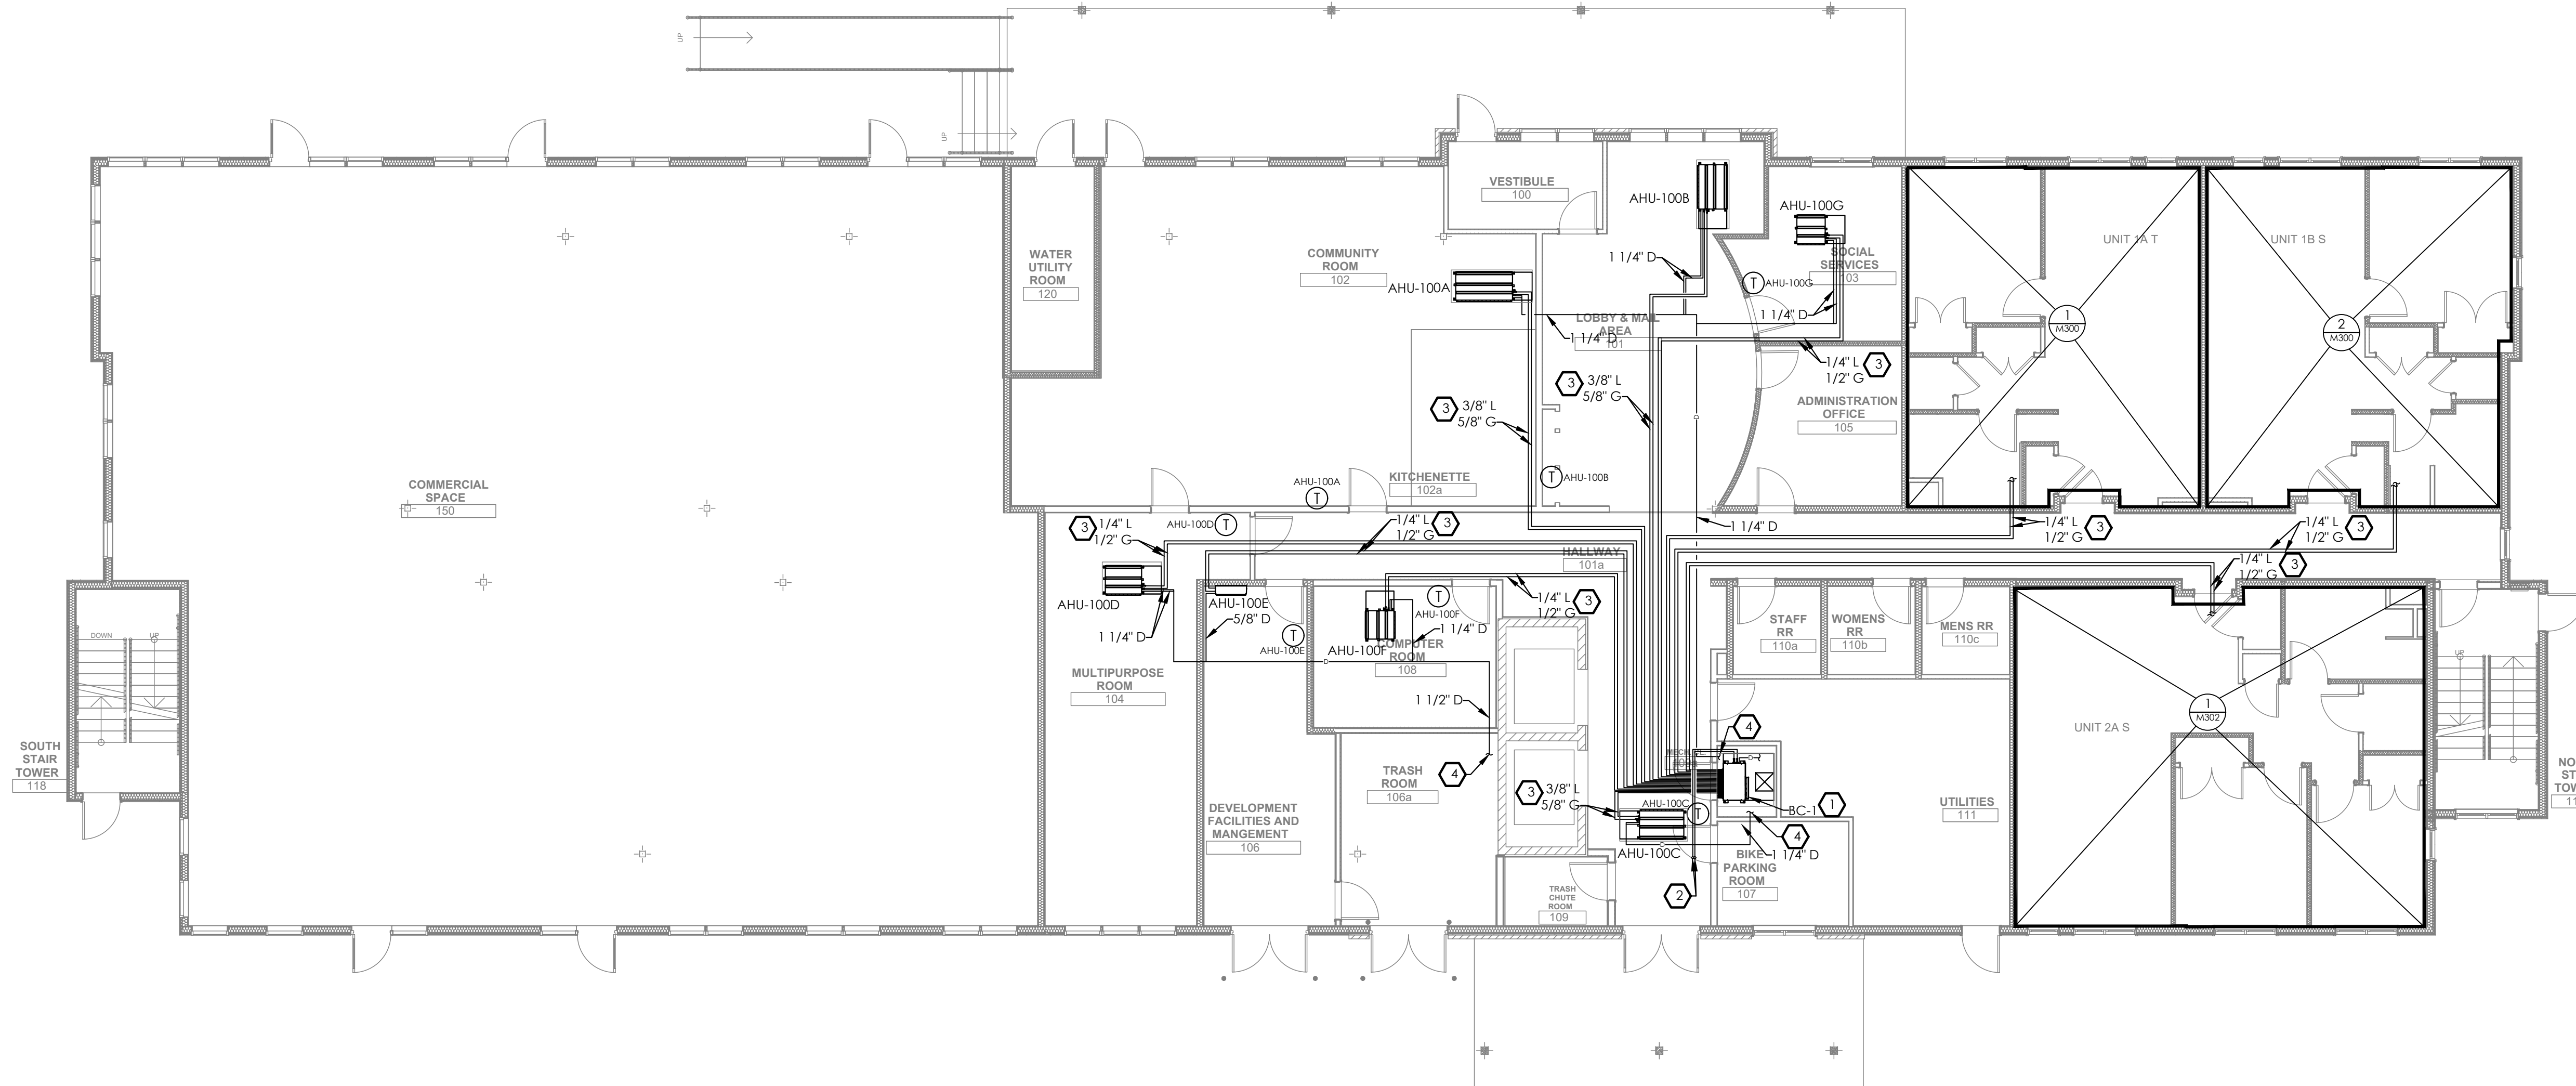 UP
UP
VESTIBULE
100
AHU-100B
AHU-100G
SOCIAL
SERVICES
103
UNIT 1A T
UNIT 1B S
WATER
UTILITY
ROOM
120
COMMUNITY
ROOM
102
AHU-100A
1 1/4" D
T
AHU-100G
1 1/4" D
LOBBY & MAIL
AREA
101
1 1/4" D
1
M300
2
M300
1/4" L
1/2" G
3
3
3/8" L
5/8" G
3
3/8" L
5/8" G
ADMINISTRATION
OFFICE
105
COMMERCIAL
SPACE
150
KITCHENETTE
102a
AHU-100A
T
T
AHU-100B
3
1/4" L
1/2" G
AHU-100D
T
1/4" L
1/2" G
3
1 1/4" D
1/4" L
1/2" G
3
1/4" L
1/2" G
3
HALLWAY
101a
1/4" L
1/2" G
3
AHU-100D
AHU-100E
5/8" D
1 1/4" D
T
AHU-100E
T
AHU-100F
1/4" L
1/2" G
3
1 1/4" D
AHU-100F
COMPUTER
ROOM
108
STAFF
RR
110a
WOMENS
RR
110b
MENS RR
110c
DOWN
UP
UP
MULTIPURPOSE
ROOM
104
1 1/2" D
1
M302
UNIT 2A S
SOUTH
STAIR
TOWER
118
4
TRASH
ROOM
106a
4
3
3/8" L
5/8" G
AHU-100C
T
BC-1
1
UTILITIES
111
DEVELOPMENT
FACILITIES AND
MANGEMENT
106
4
1 1/4" D
AHU-100C
BIKE
PARKING
ROOM
107
2
TRASH
CHUTE
ROOM
109